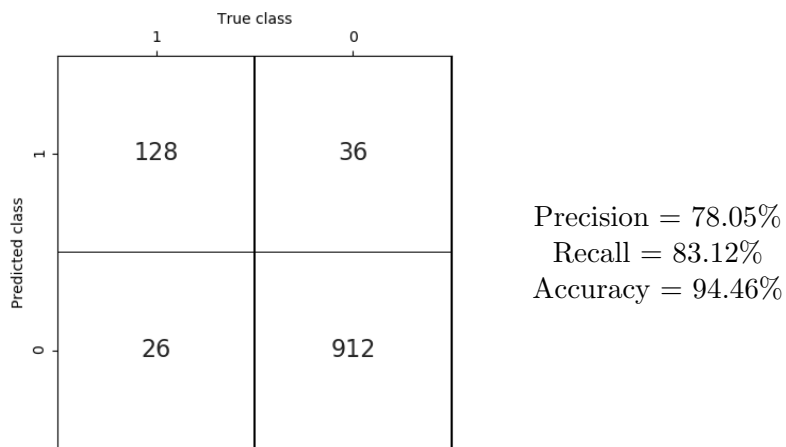 True class
1 0
Predicted class
1
128 36
0
26 912
Precision = 78.05%
Recall = 83.12%
Accuracy = 94.46%